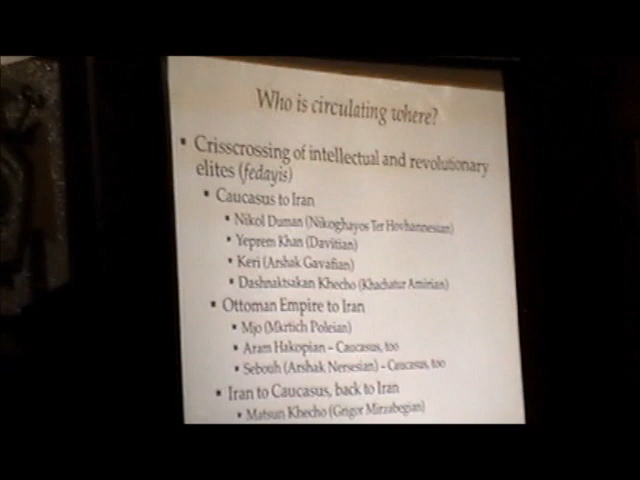 Who is circulating where?
▪ Crisscrossing of intellectual and revolutionary
elites (fedayis)
▪ Caucasus to Iran
▪ Nikol Duman (Nikoghayos Ter Hovhannesian)
▪ Yeprem Khan (Davitian)
▪ Keri (Arshak Gavafian)
▪ Dashnaktsakan Khecho (Khachatur Amirian)
▪ Ottoman Empire to Iran
▪ Mjo (Mkrtich Poleian)
▪ Aram Hakopian – Caucasus, too
▪ Sebouh (Arshak Nersesian) – Caucasus, too
▪ Iran to Caucasus, back to Iran
▪ Matsun Khecho (Grigor Mirzabegian)